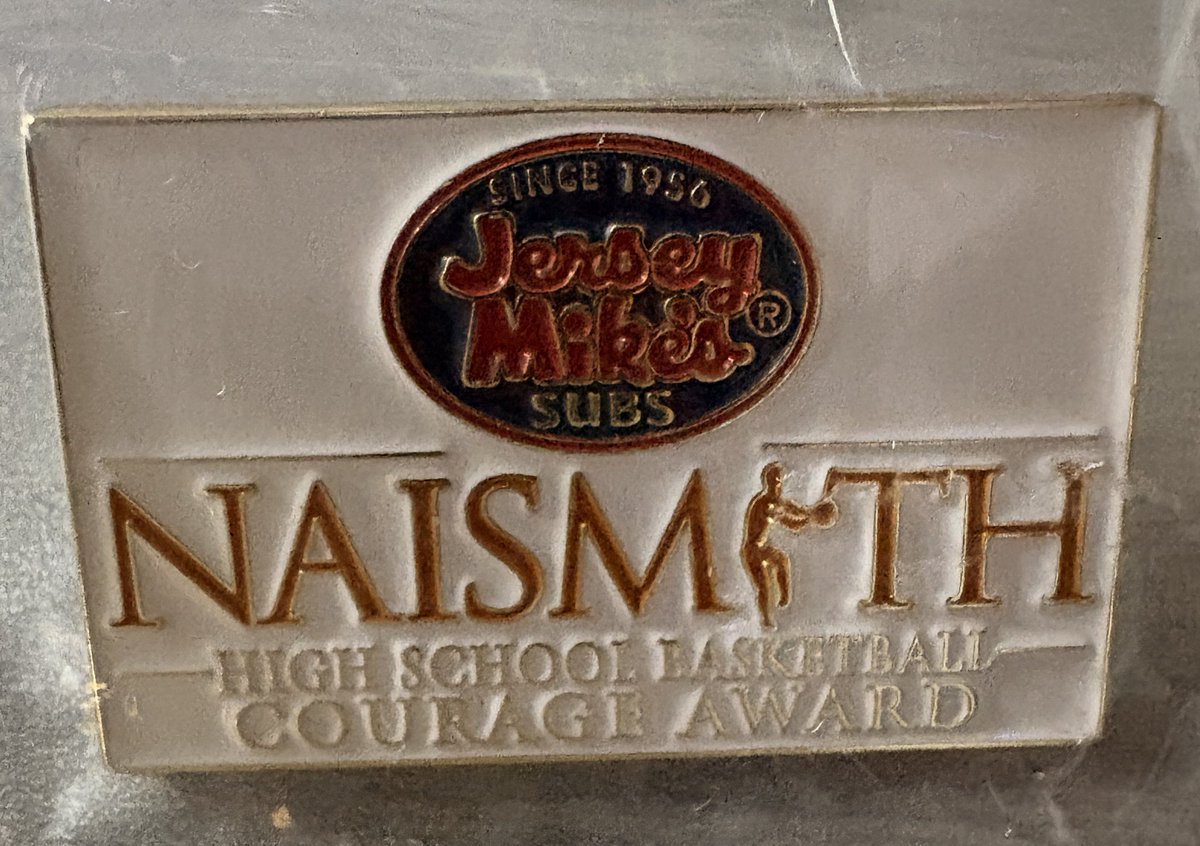 SINCE 1956
Jersey
Mike's®
SUBS
NAISMITH
HIGH SCHOOL BASKETBALL
COURAGE AWARD